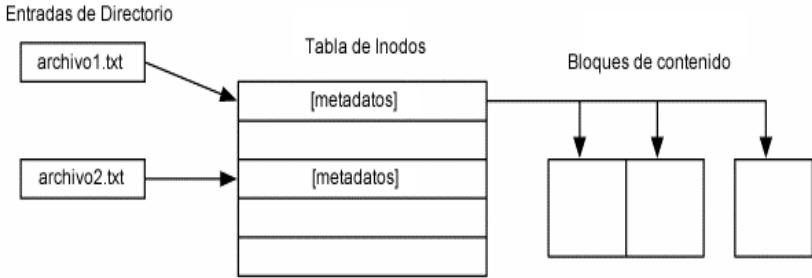 Entradas de Directorio
Tabla de Inodos
Bloques de contenido
archivo1.txt
[metadatos]
archivo2.txt
[metadatos]